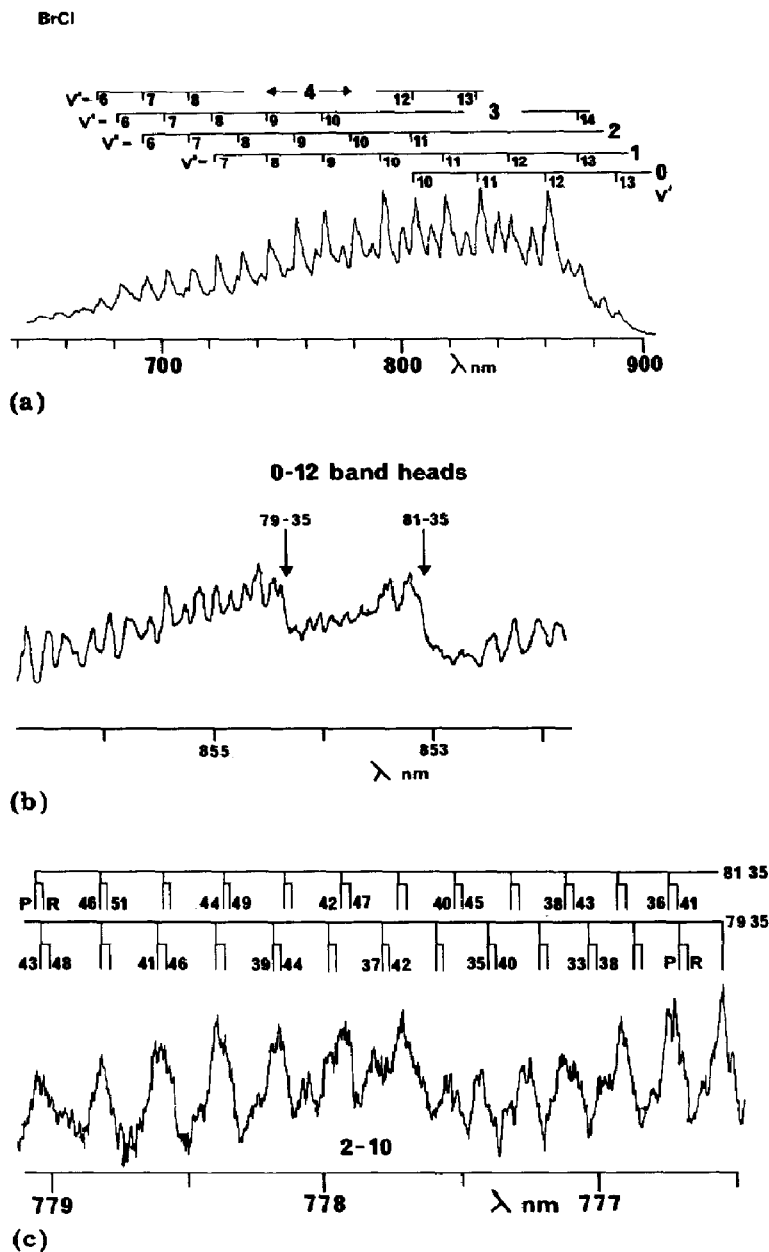 BrCl
V″= 6 7 8 4 12 13
V″= 6 7 8 9 10 3 14
V″= 6 7 8 9 10 11 2
V″= 7 8 9 10 11 12 13 1
10 11 12 13 0
V′
700 800 λ nm 900
(a)
0-12 band heads
79-35 81-35
855 853
λ nm
(b)
81 35
P R 46 51 44 49 42 47 40 45 38 43 36 41
79 35
43 48 41 46 39 44 37 42 35 40 33 38 P R
2-10
779 778 λ nm 777
(c)